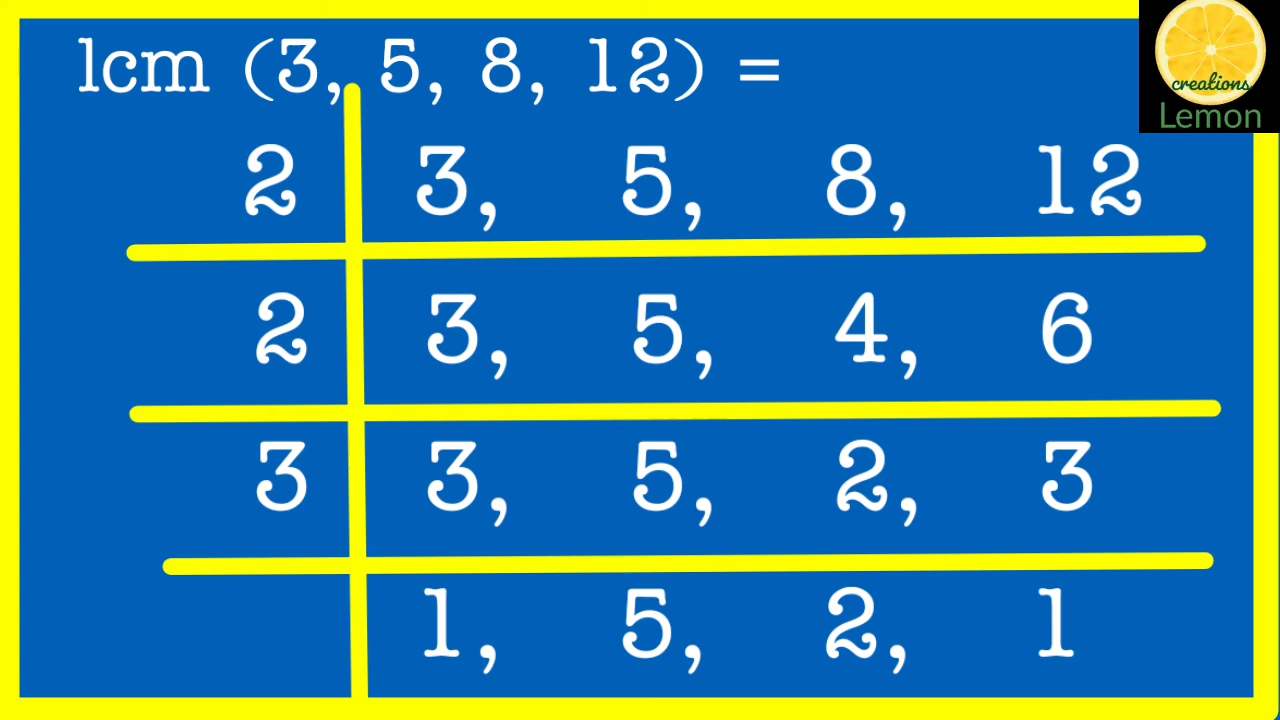 lcm (3, 5, 8, 12) =
creations
Lemon
2 3, 5, 8, 12
2 3, 5, 4, 6
3 3, 5, 2, 3
1, 5, 2, 1